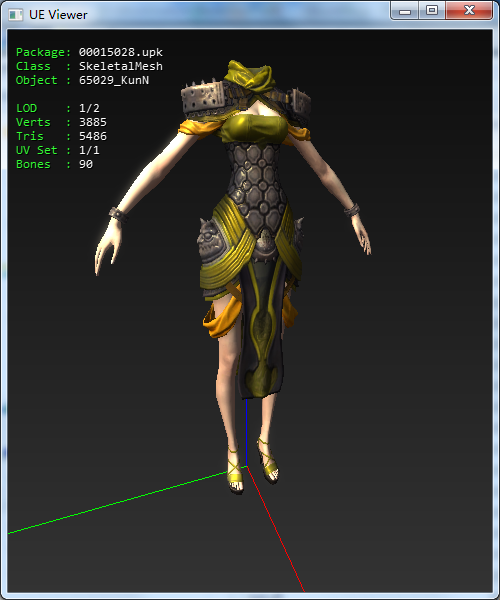 UE Viewer
Package: 00015028.upk
Class : SkeletalMesh
Object : 65029_KunN
LOD : 1/2
Verts : 3885
Tris : 5486
UV Set : 1/1
Bones : 90